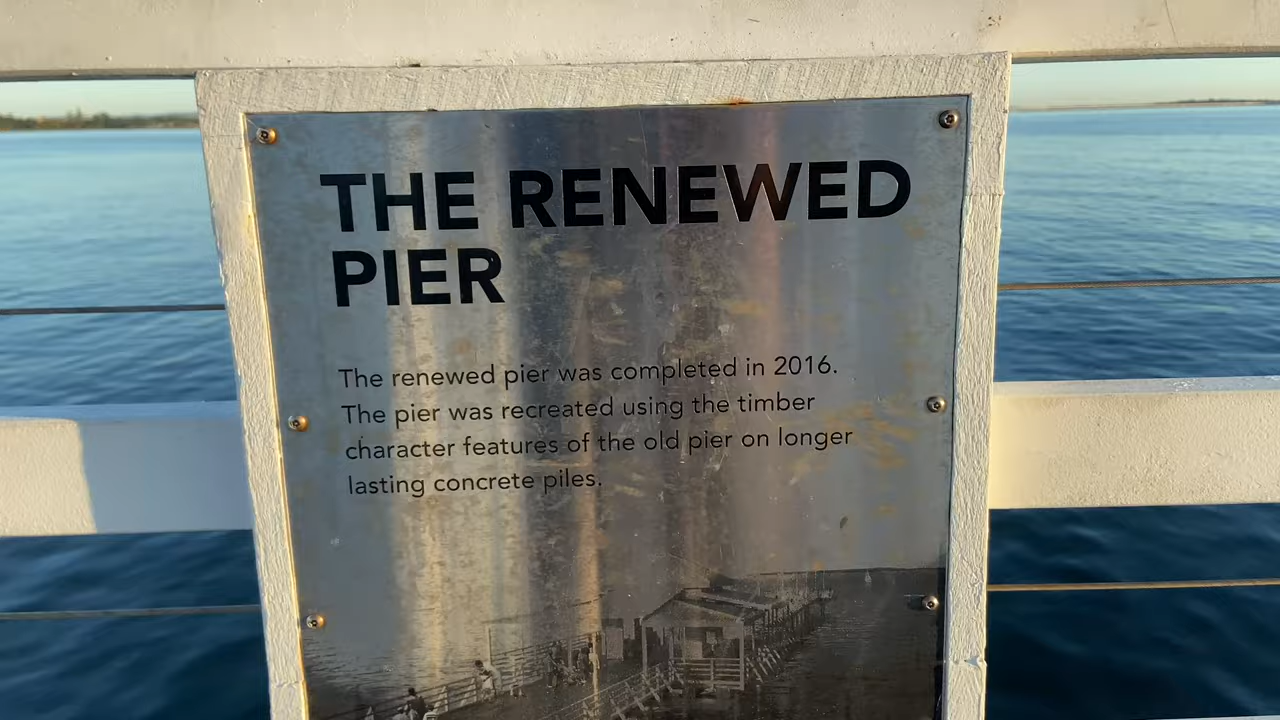 THE RENEWED
PIER
The renewed pier was completed in 2016.
The pier was recreated using the timber
character features of the old pier on longer
lasting concrete piles.